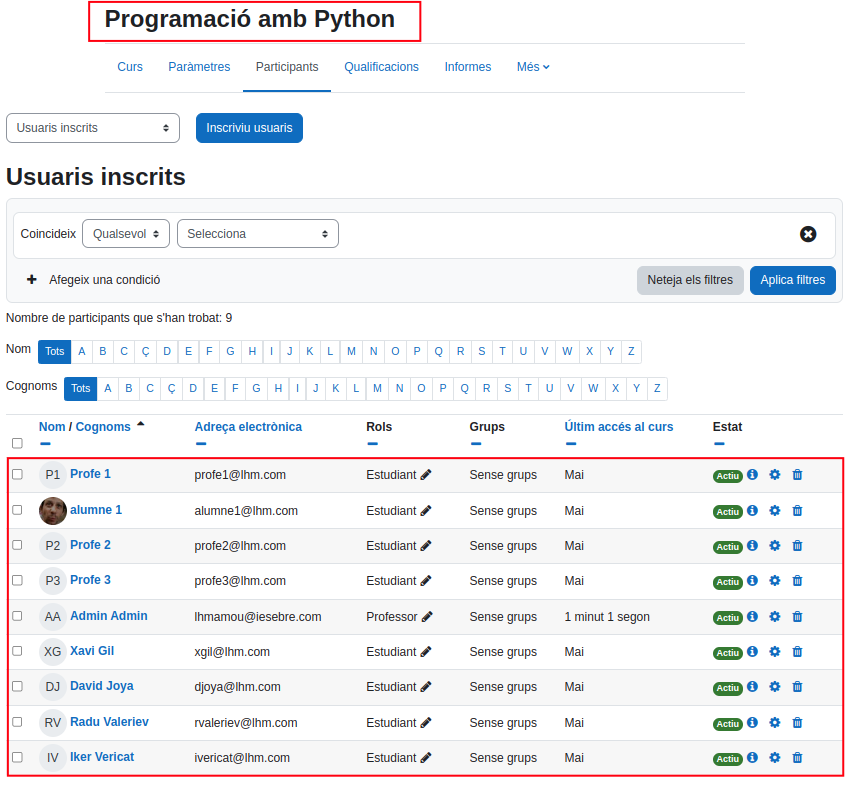 Programació amb Python
Curs Paràmetres Participants Qualificacions Informes Més
Usuaris inscrits Inscriviu usuaris
Usuaris inscrits
Coincideix Qualsevol Selecciona
Afegeix una condició Neteja els filtres Aplica filtres
Nombre de participants que s'han trobat: 9
Nom Tots A B C Ç D E F G H I J K L M N O P Q R S T U V W X Y Z
Cognoms Tots A B C Ç D E F G H I J K L M N O P Q R S T U V W X Y Z
Nom / Cognoms Adreça electrònica Rols Grups Últim accés al curs Estat
P1 Profe 1 profe1@lhm.com Estudiant Sense grups Mai Actiu
alumne 1 alumne1@lhm.com Estudiant Sense grups Mai Actiu
P2 Profe 2 profe2@lhm.com Estudiant Sense grups Mai Actiu
P3 Profe 3 profe3@lhm.com Estudiant Sense grups Mai Actiu
AA Admin Admin lhmamou@iesebre.com Professor Sense grups 1 minut 1 segon Actiu
XG Xavi Gil xgil@lhm.com Estudiant Sense grups Mai Actiu
DJ David Joya djoya@lhm.com Estudiant Sense grups Mai Actiu
RV Radu Valeriev rvaleriev@lhm.com Estudiant Sense grups Mai Actiu
IV Iker Vericat ivericat@lhm.com Estudiant Sense grups Mai Actiu